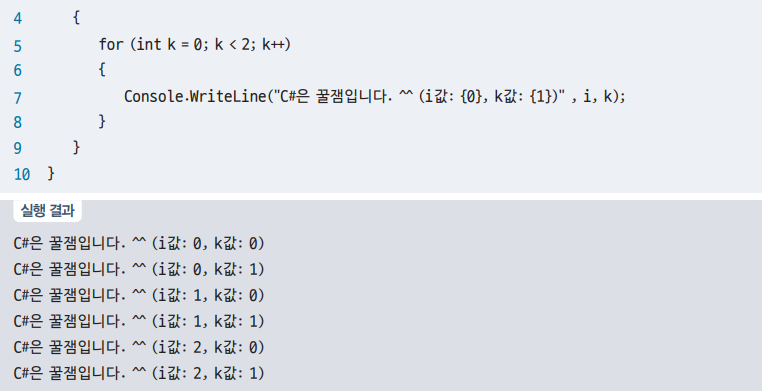 4 {
5 for (int k = 0; k < 2; k++)
6 {
7 Console.WriteLine("C#은 꿀잼입니다. ^^ (i값: {0}, k값: {1})" , i, k);
8 }
9 }
10 }
실행 결과
C#은 꿀잼입니다. ^^ (i값: 0, k값: 0)
C#은 꿀잼입니다. ^^ (i값: 0, k값: 1)
C#은 꿀잼입니다. ^^ (i값: 1, k값: 0)
C#은 꿀잼입니다. ^^ (i값: 1, k값: 1)
C#은 꿀잼입니다. ^^ (i값: 2, k값: 0)
C#은 꿀잼입니다. ^^ (i값: 2, k값: 1)